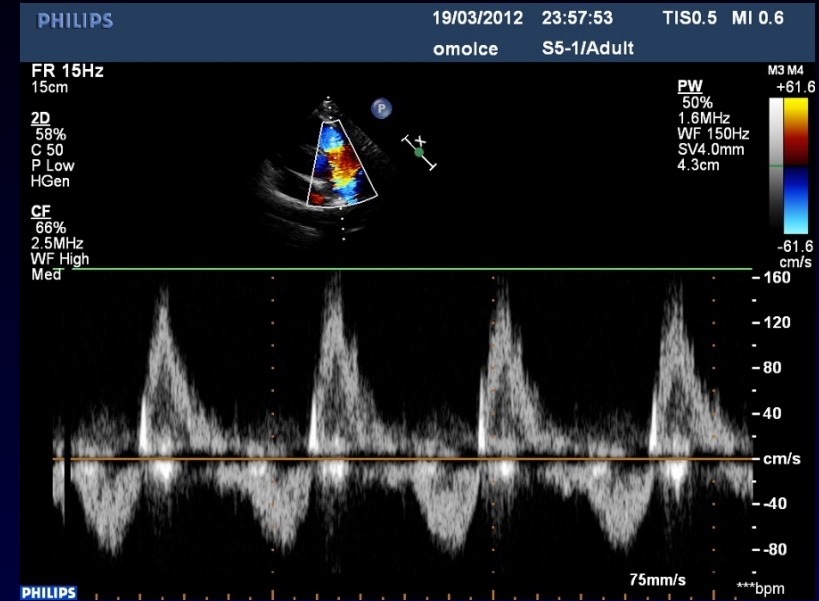 PHILIPS
19/03/2012 23:57:53 TIS0.5 MI 0.6
omoIce S5-1/Adult
FR 15Hz
15cm
2D
58%
C 50
P Low
HGen
CF
66%
2.5MHz
WF High
Med
P
X
PW
50%
1.6MHz
WF 150Hz
SV4.0mm
4.3cm
M3 M4
+61.6
-61.6
cm/s
160
120
80
40
cm/s
-40
-80
75mm/s
***bpm
PHILIPS